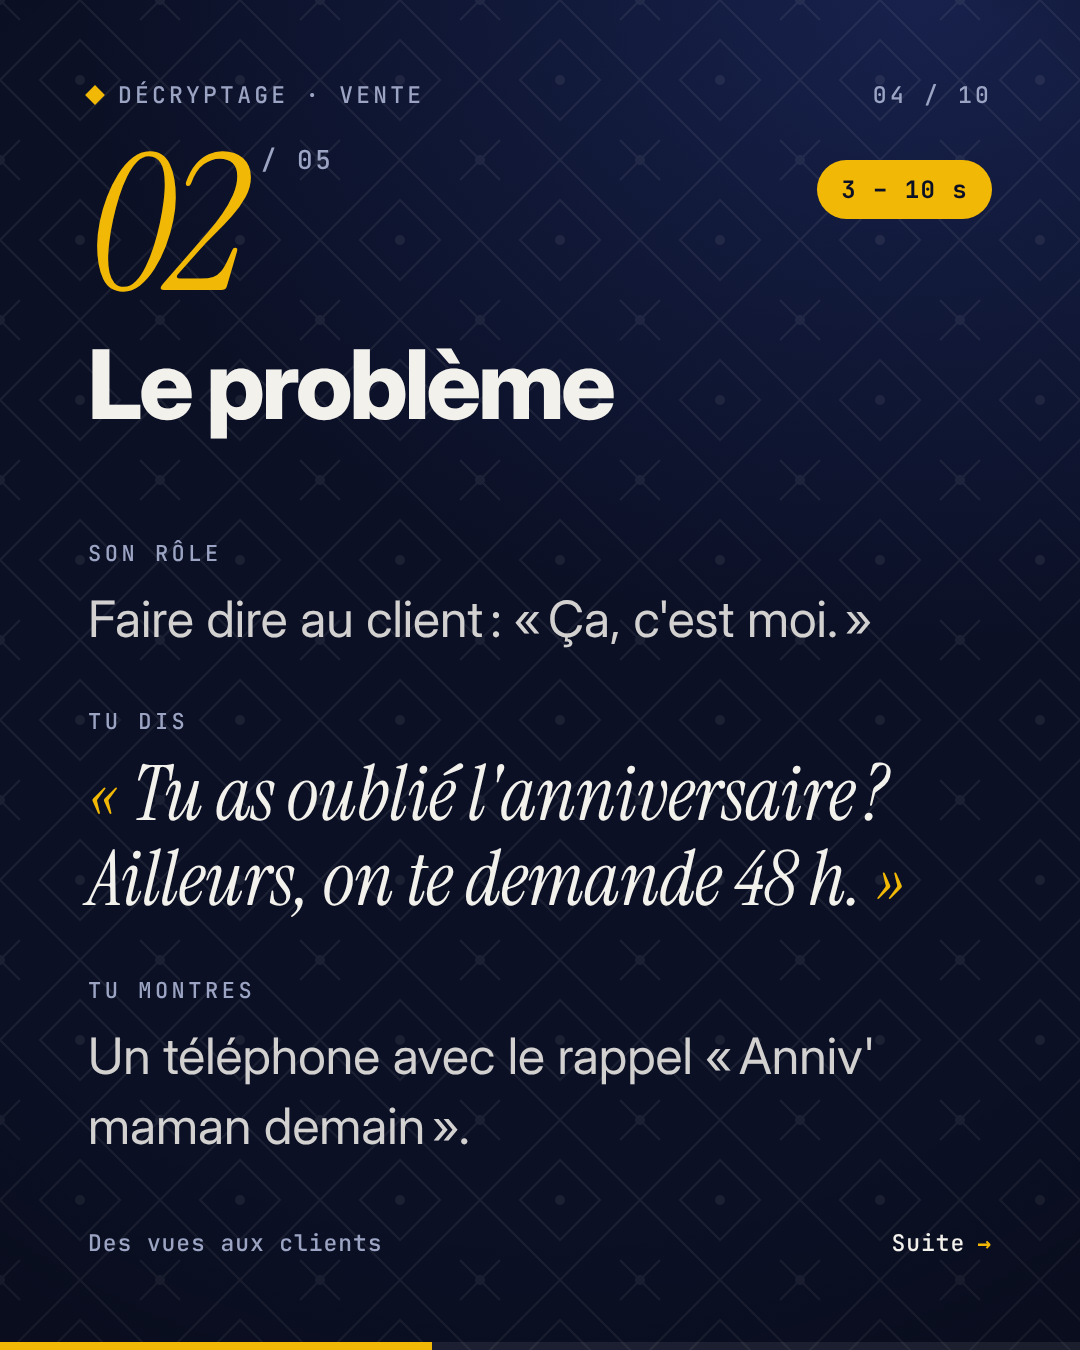 ◆ DÉCRYPTAGE · VENTE
04 / 10
02 / 05
3 – 10 s
Le problème
SON RÔLE
Faire dire au client : « Ça, c'est moi. »
TU DIS
« Tu as oublié l'anniversaire ?
Ailleurs, on te demande 48 h. »
TU MONTRES
Un téléphone avec le rappel « Anniv'
maman demain ».
Des vues aux clients
Suite →